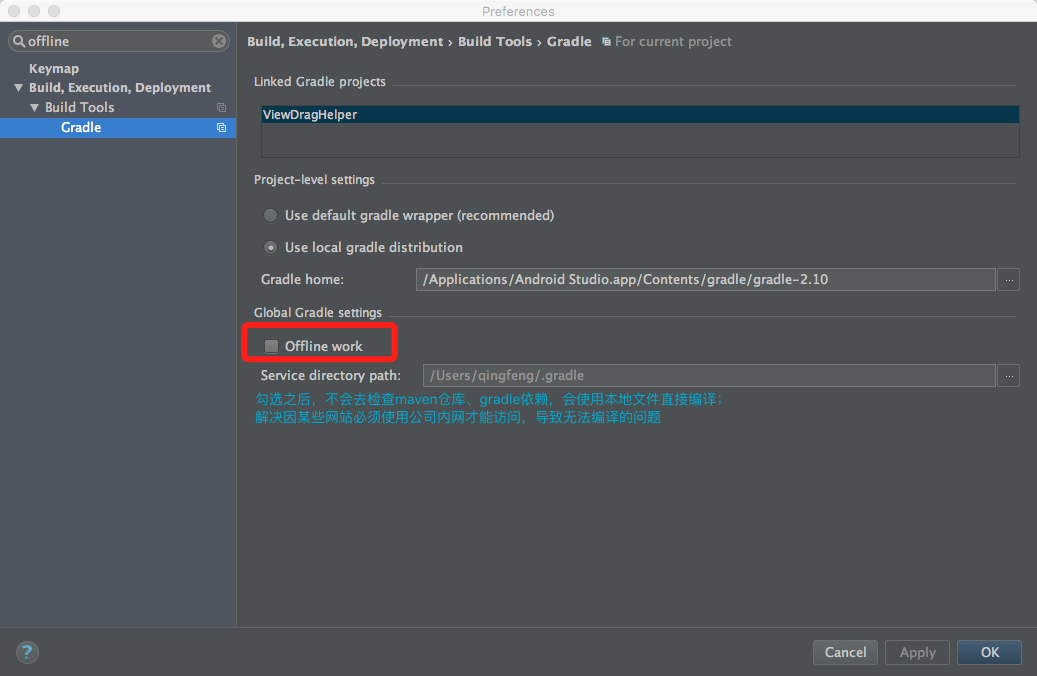 Preferences
offline
Keymap
Build, Execution, Deployment
Build Tools
Gradle
Build, Execution, Deployment › Build Tools › Gradle For current project
Linked Gradle projects
ViewDragHelper
Project-level settings
Use default gradle wrapper (recommended)
Use local gradle distribution
Gradle home: /Applications/Android Studio.app/Contents/gradle/gradle-2.10 ...
Global Gradle settings
Offline work
Service directory path: /Users/qingfeng/.gradle ...
勾选之后，不会去检查maven仓库、gradle依赖，会使用本地文件直接编译；
解决因某些网站必须使用公司内网才能访问，导致无法编译的问题
? Cancel Apply OK